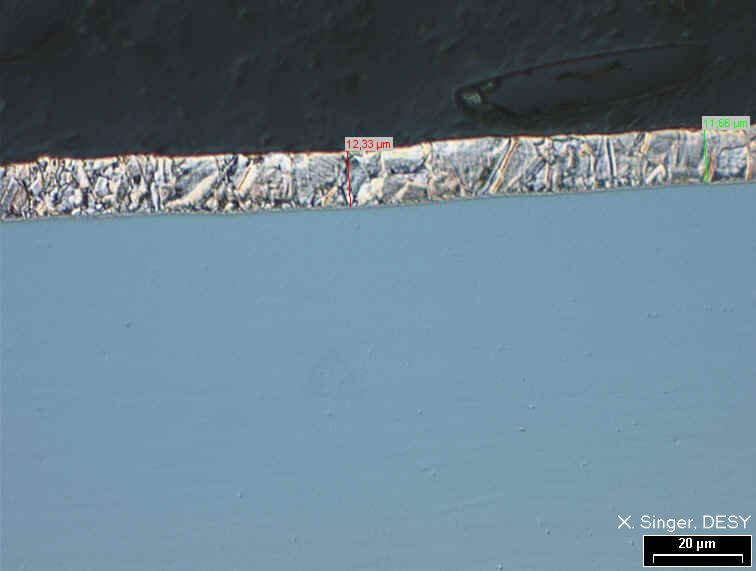 12,33 µm
11,66 µm
X. Singer, DESY
20 µm